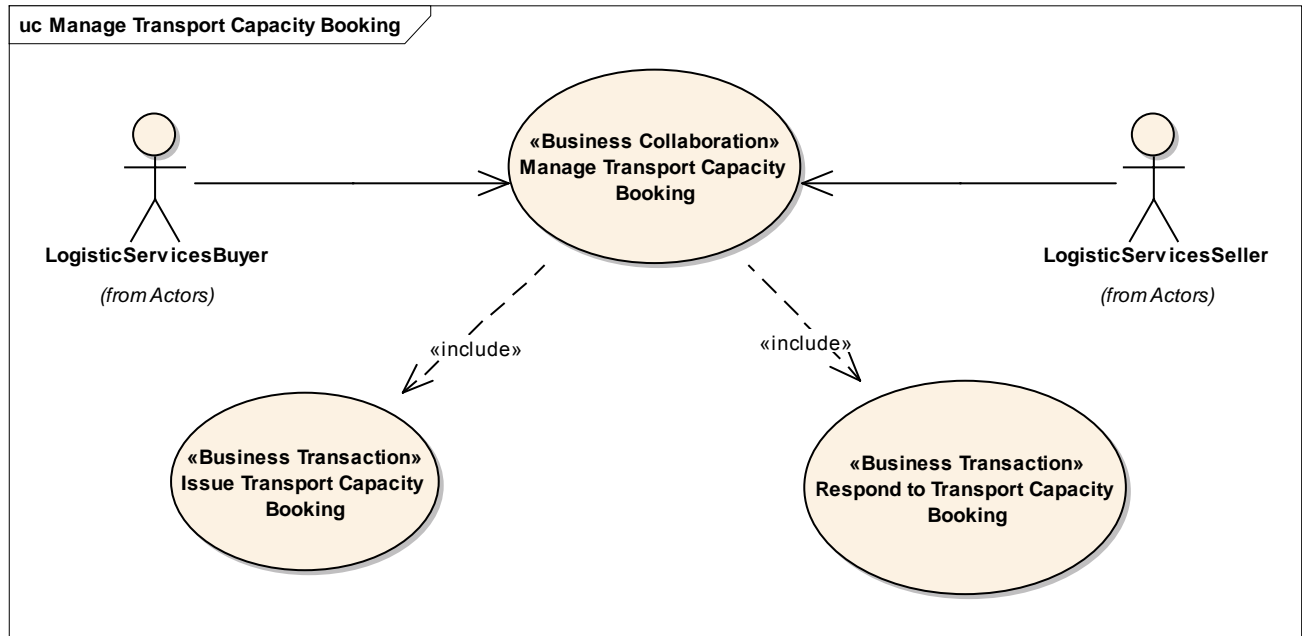 uc Manage Transport Capacity Booking
«Business Collaboration»
Manage Transport Capacity
Booking
LogisticServicesBuyer
(from Actors)
LogisticServicesSeller
(from Actors)
«include»
«include»
«Business Transaction»
Issue Transport Capacity
Booking
«Business Transaction»
Respond to Transport Capacity
Booking